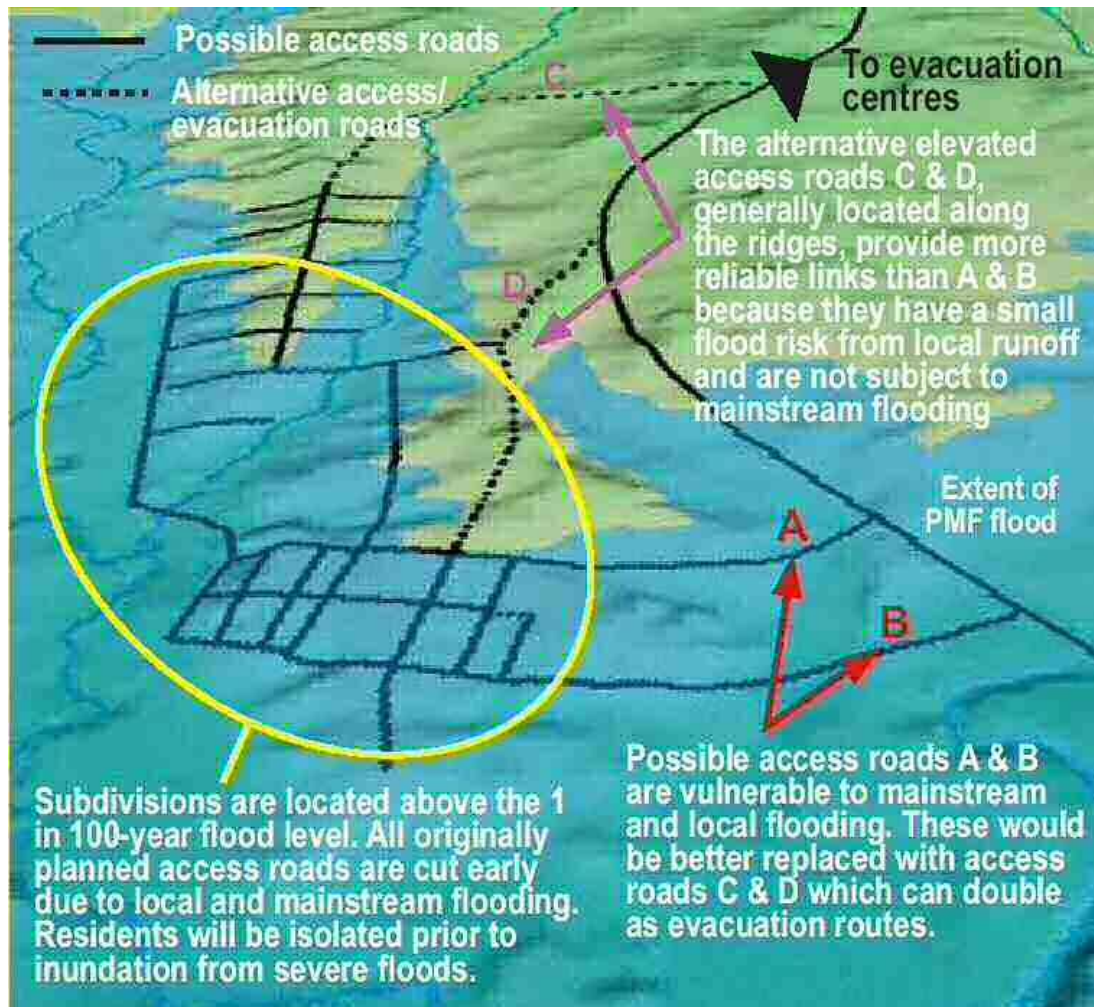 Possible access roads
Alternative access/
evacuation roads
C
To evacuation
centres
The alternative elevated
access roads C & D,
generally located along
the ridges, provide more
reliable links than A & B
because they have a small
flood risk from local runoff
and are not subject to
mainstream flooding
D
Extent of
PMF flood
A
B
Subdivisions are located above the 1
in 100-year flood level. All originally
planned access roads are cut early
due to local and mainstream flooding.
Residents will be isolated prior to
inundation from severe floods.
Possible access roads A & B
are vulnerable to mainstream
and local flooding. These would
be better replaced with access
roads C & D which can double
as evacuation routes.